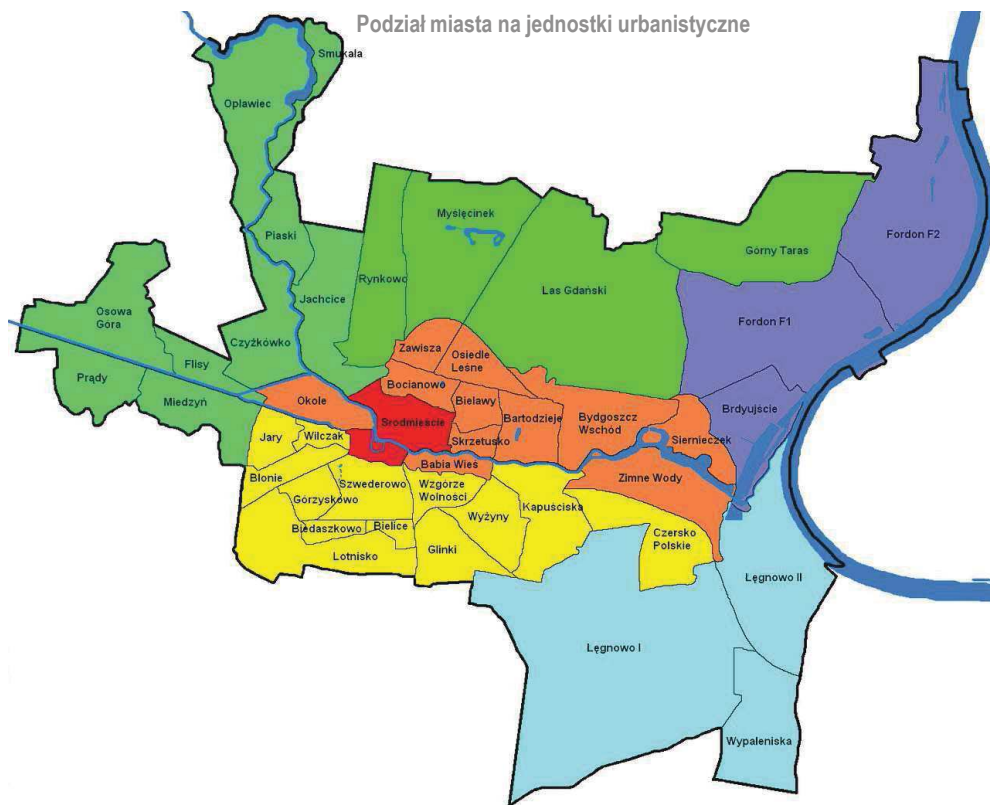 Podział miasta na jednostki urbanistyczne
Smukała
Opławiec
Piaski
Jachcice
Rynkowo
Myślęcinek
Las Gdański
Górny Taras
Fordon F2
Fordon F1
Osowa
Góra
Flisy
Czyżkówko
Prądy
Miedzyń
Okole
Zawisza
Osiedle
Leśne
Bocianowo
Bielawy
Bartodzieje
Bydgoszcz
Wschód
Brdyujście
Siernieczek
Śródmieście
Skrzetusko
Babia Wieś
Zimne Wody
Jary
Wilczak
Błonie
Szwederowo
Wzgórze
Wolności
Górzyskowo
Wyżyny
Kapuściska
Biedaszkowo
Bielice
Lotnisko
Glinki
Czersko
Polskie
Łęgnowo II
Łęgnowo I
Wypaleniska